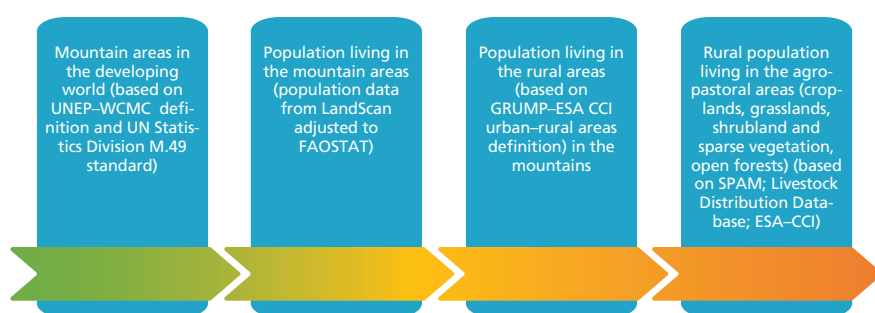 Mountain areas in
the developing
world (based on
UNEP–WCMC defi-
nition and UN Statis-
tics Division M.49
standard)
Population living in
the mountain areas
(population data
from LandScan
adjusted to
FAOSTAT)
Population living in
the rural areas
(based on
GRUMP–ESA CCI
urban–rural areas
definition) in the
mountains
Rural population
living in the agro-
pastoral areas (crop-
lands, grasslands,
shrubland and
sparse vegetation,
open forests) (based
on SPAM; Livestock
Distribution Data-
base; ESA–CCI)